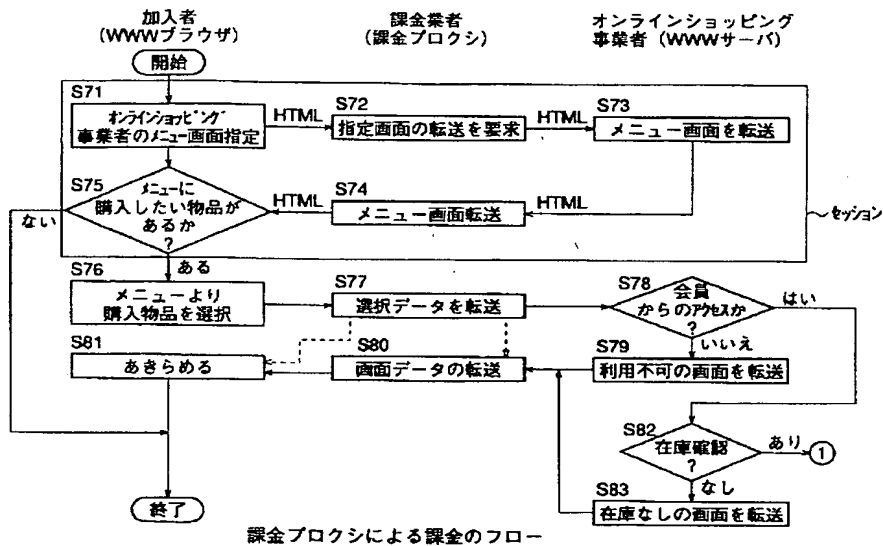 加入者
(WWWブラウザ)
課金業者
(課金プロクシ)
オンラインショッピング
事業者(WWWサーバ)
開始
S71
オンラインショッピング
事業者のメニュー画面指定
HTML
S72
指定画面の転送を要求
HTML
S73
メニュー画面を転送
S75
メニューに
購入したい物品が
あるか
?
ない
HTML
S74
メニュー画面転送
HTML
セッション
ある
S76
メニューより
購入物品を選択
S77
選択データを転送
S78
会員
からのアクセスか
?
はい
いいえ
S81
あきらめる
S80
画面データの転送
S79
利用不可の画面を転送
S82
在庫確認
?
あり
1
なし
S83
在庫なしの画面を転送
終了
課金プロクシによる課金のフロー